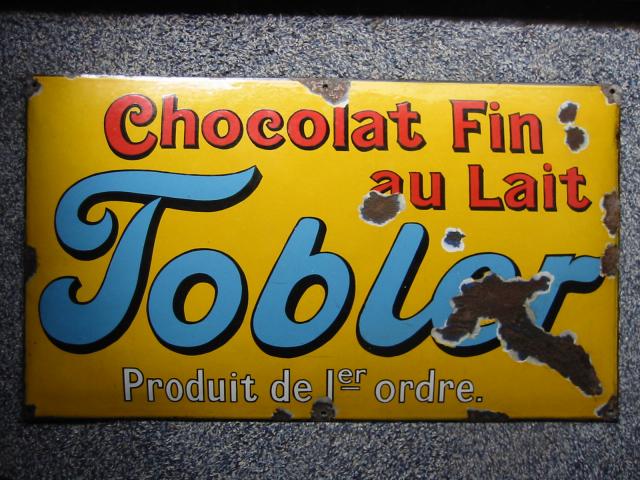 Chocolat Fin
au Lait
Tobler
Produit de 1er ordre.